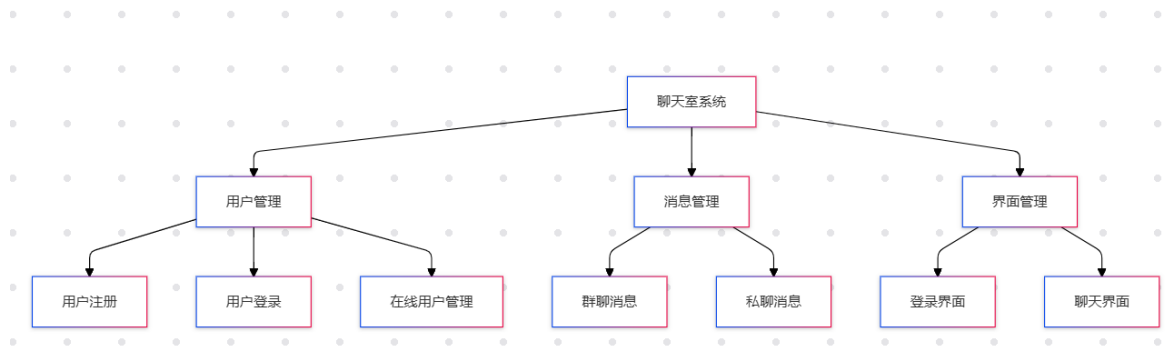 聊天室系统
用户管理
消息管理
界面管理
用户注册
用户登录
在线用户管理
群聊消息
私聊消息
登录界面
聊天界面